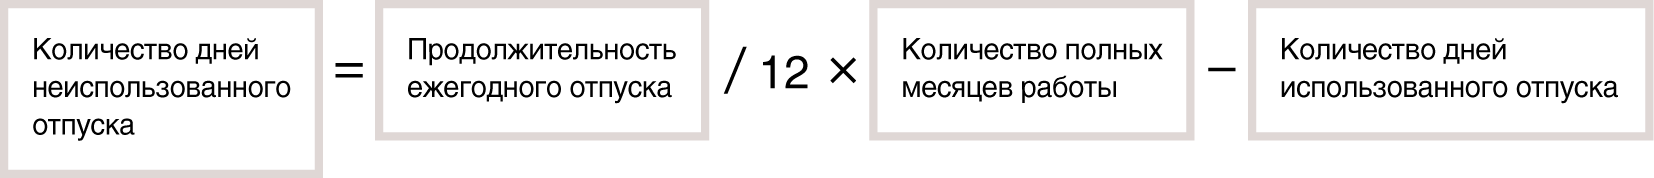 Количество дней
неиспользованного
отпуска
=
Продолжительность
ежегодного отпуска
/ 12 ×
Количество полных
месяцев работы
−
Количество дней
использованного отпуска